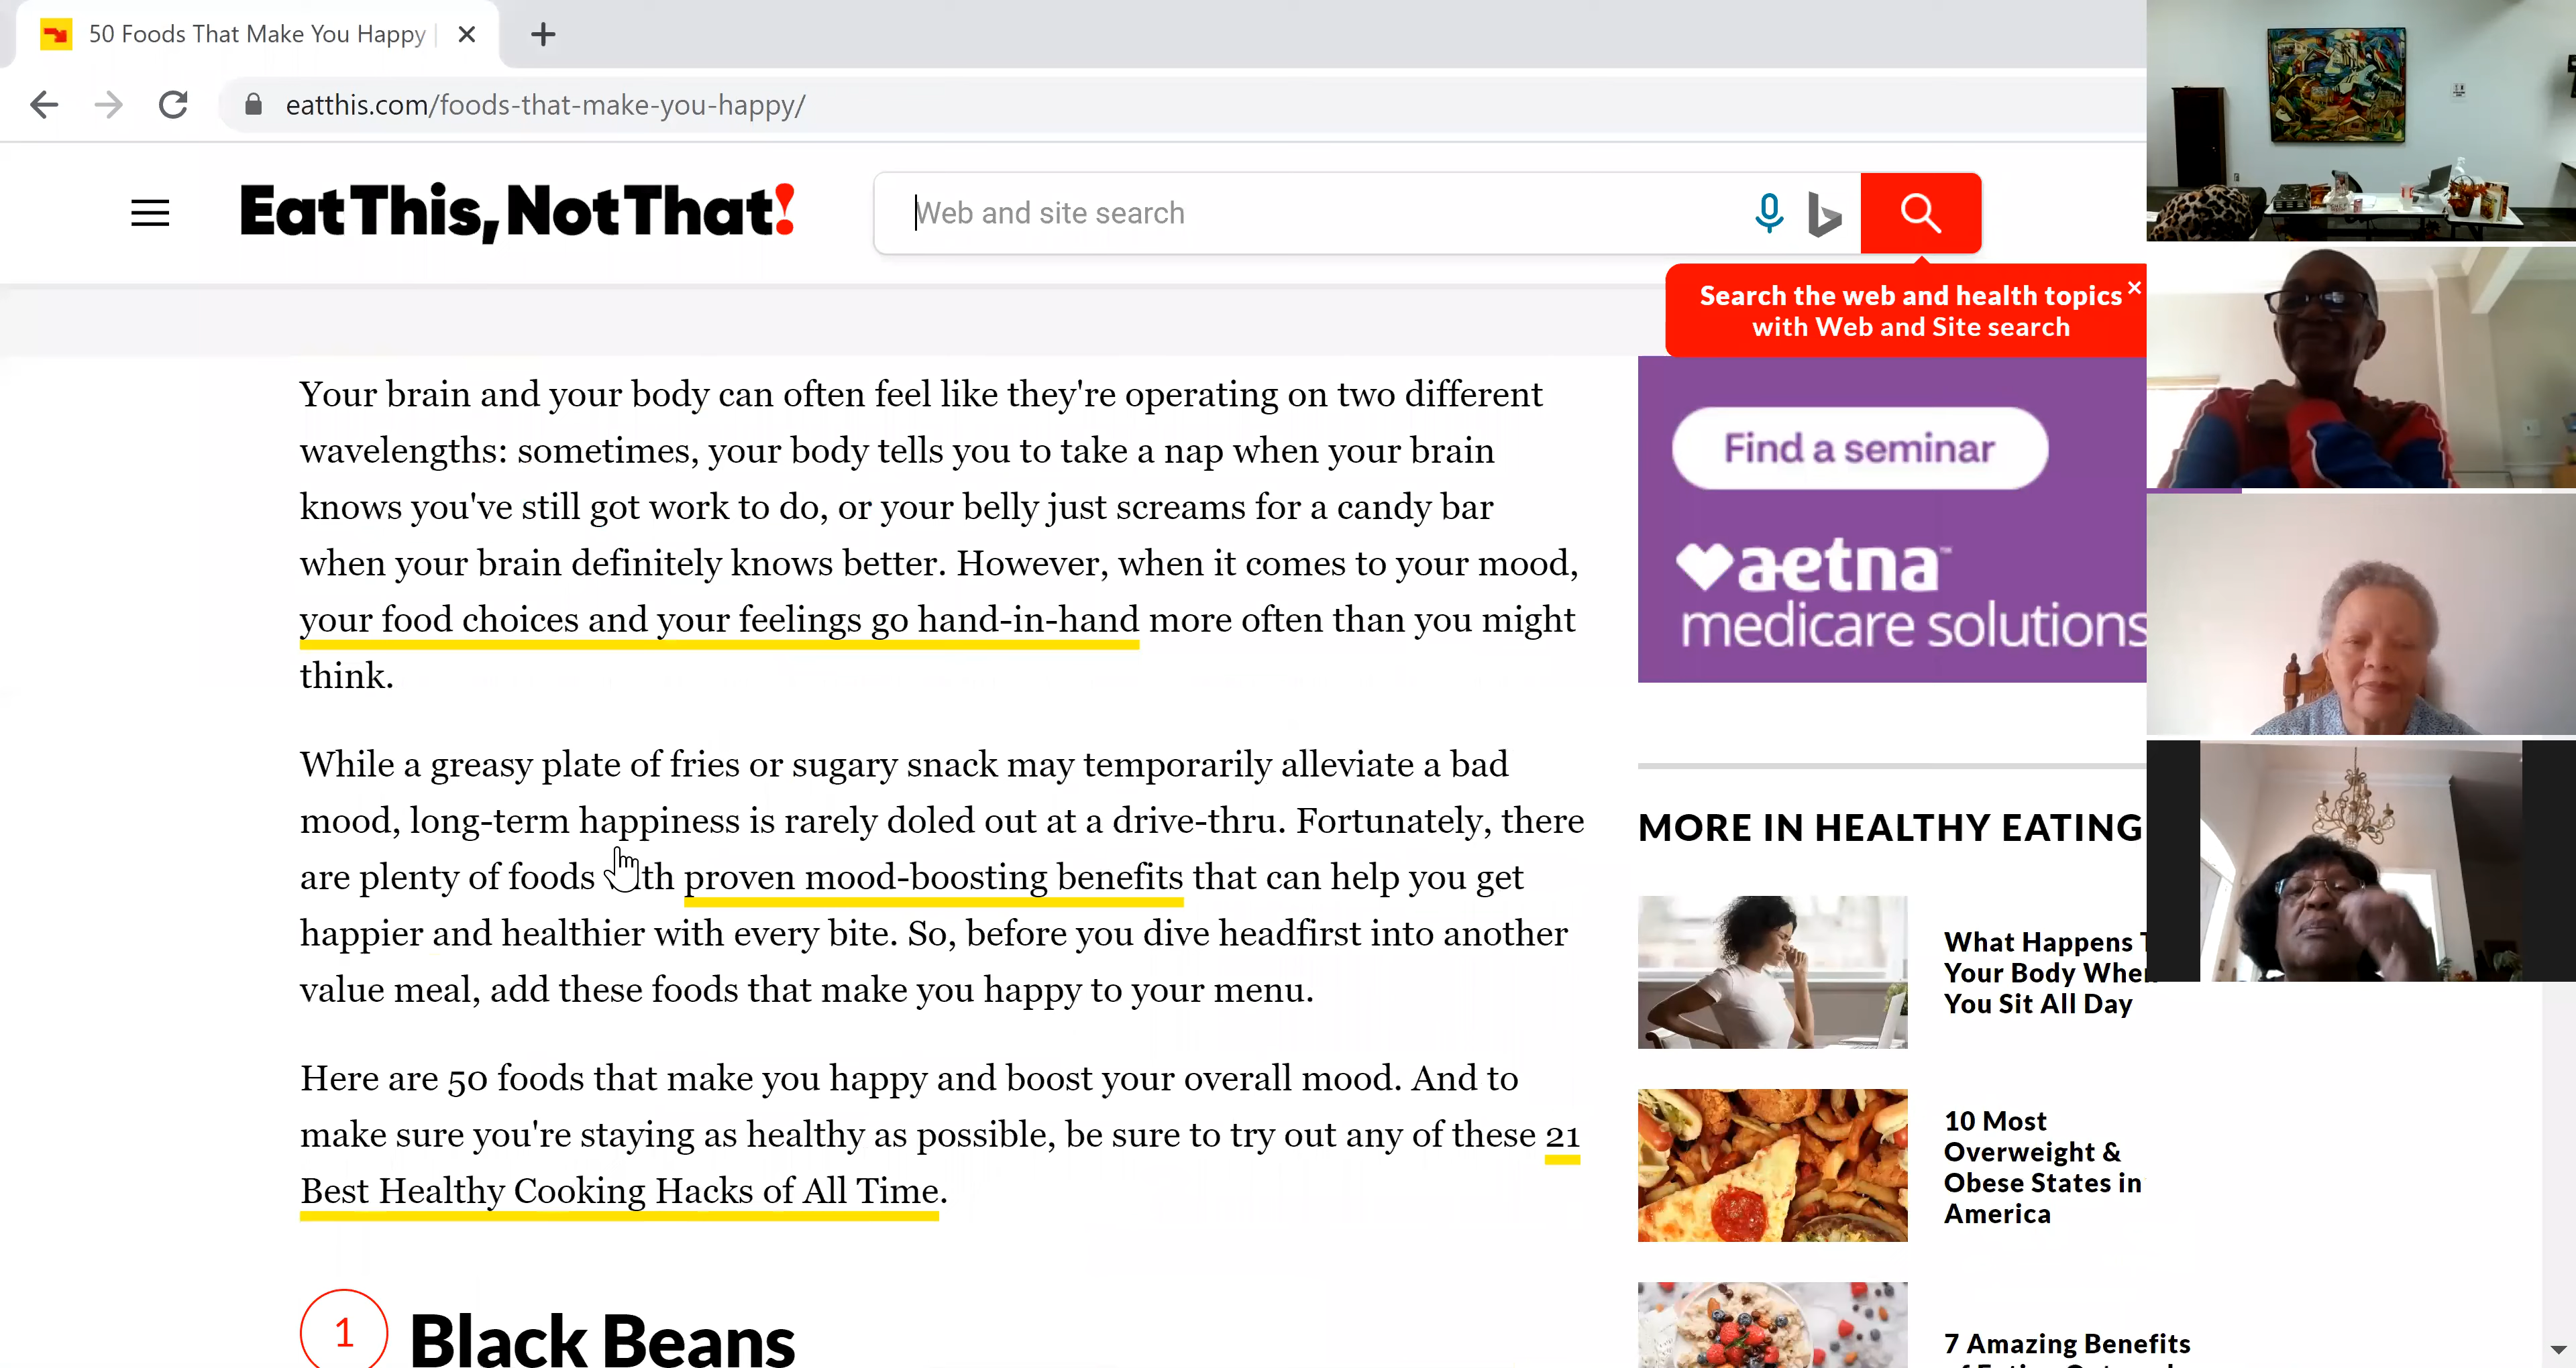 50 Foods That Make You Happy
eatthis.com/foods-that-make-you-happy/
Eat This, Not That!
Web and site search
Search the web and health topics
with Web and Site search
Your brain and your body can often feel like they're operating on two different
wavelengths: sometimes, your body tells you to take a nap when your brain
knows you've still got work to do, or your belly just screams for a candy bar
when your brain definitely knows better. However, when it comes to your mood,
your food choices and your feelings go hand-in-hand more often than you might
think.
While a greasy plate of fries or sugary snack may temporarily alleviate a bad
mood, long-term happiness is rarely doled out at a drive-thru. Fortunately, there
are plenty of foods proven mood-boosting benefits that can help you get
happier and healthier with every bite. So, before you dive headfirst into another
value meal, add these foods that make you happy to your menu.
Here are 50 foods that make you happy and boost your overall mood. And to
make sure you're staying as healthy as possible, be sure to try out any of these 21
Best Healthy Cooking Hacks of All Time.
1 Black Beans
Find a seminar
aetna™
medicare solutions
MORE IN HEALTHY EATING
What Happens
Your Body When
You Sit All Day
10 Most
Overweight &
Obese States in
America
7 Amazing Benefits